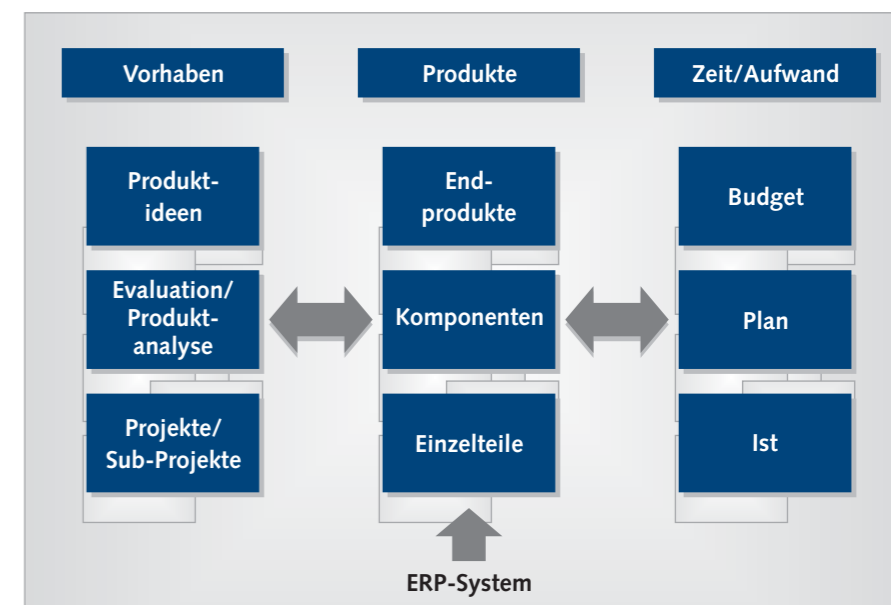 Vorhaben
Produkte
Zeit/Aufwand
Produkt-
ideen
End-
produkte
Budget
Evaluation/
Produkt-
analyse
Komponenten
Plan
Projekte/
Sub-Projekte
Einzelteile
Ist
ERP-System